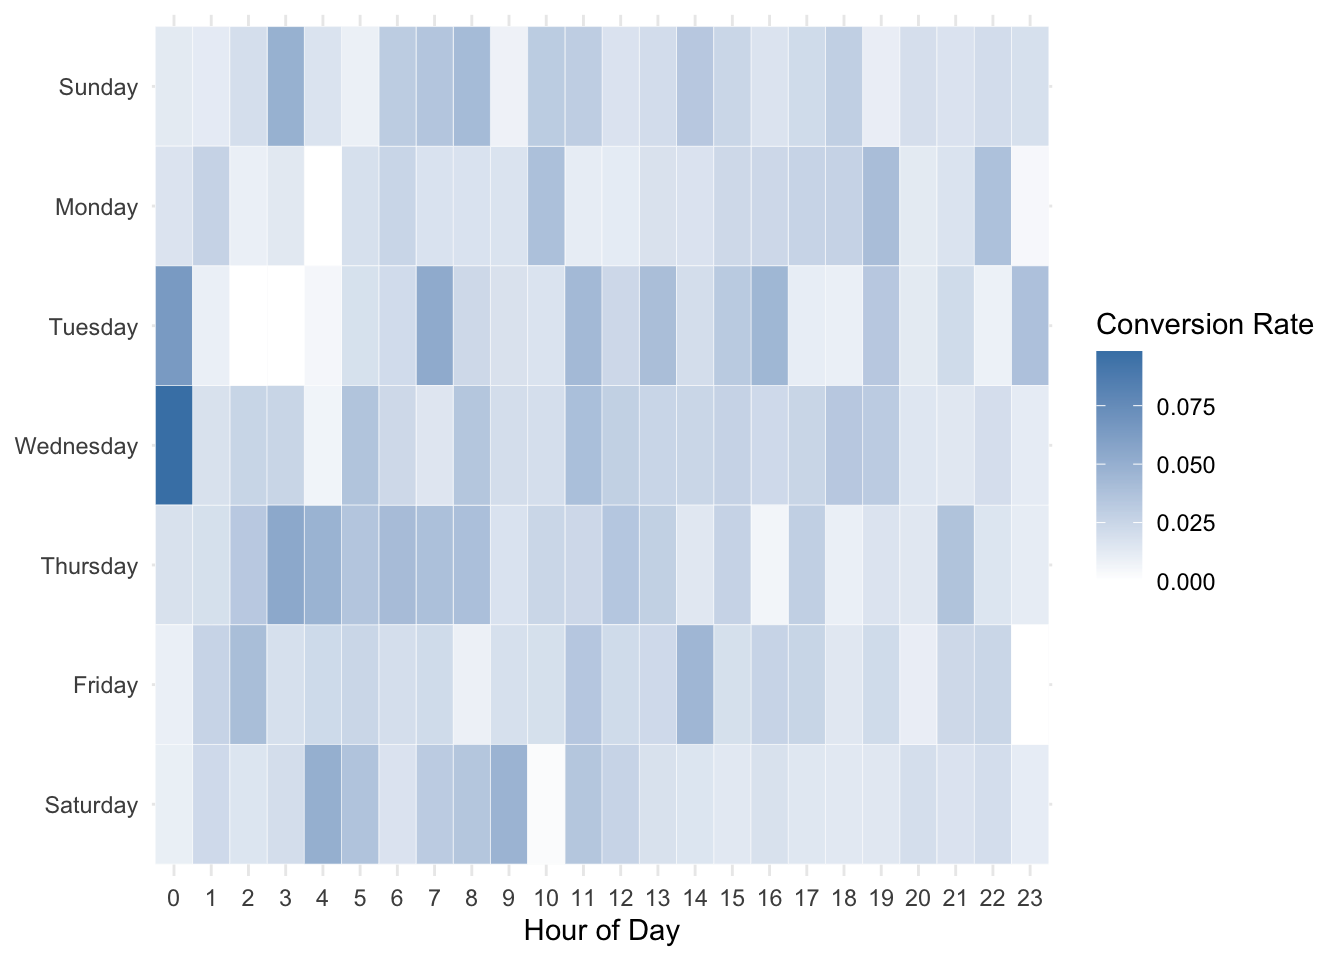 Sunday
Monday
Tuesday
Wednesday
Thursday
Friday
Saturday
0 1 2 3 4 5 6 7 8 9 10 11 12 13 14 15 16 17 18 19 20 21 22 23
Hour of Day
Conversion Rate
0.075
0.050
0.025
0.000